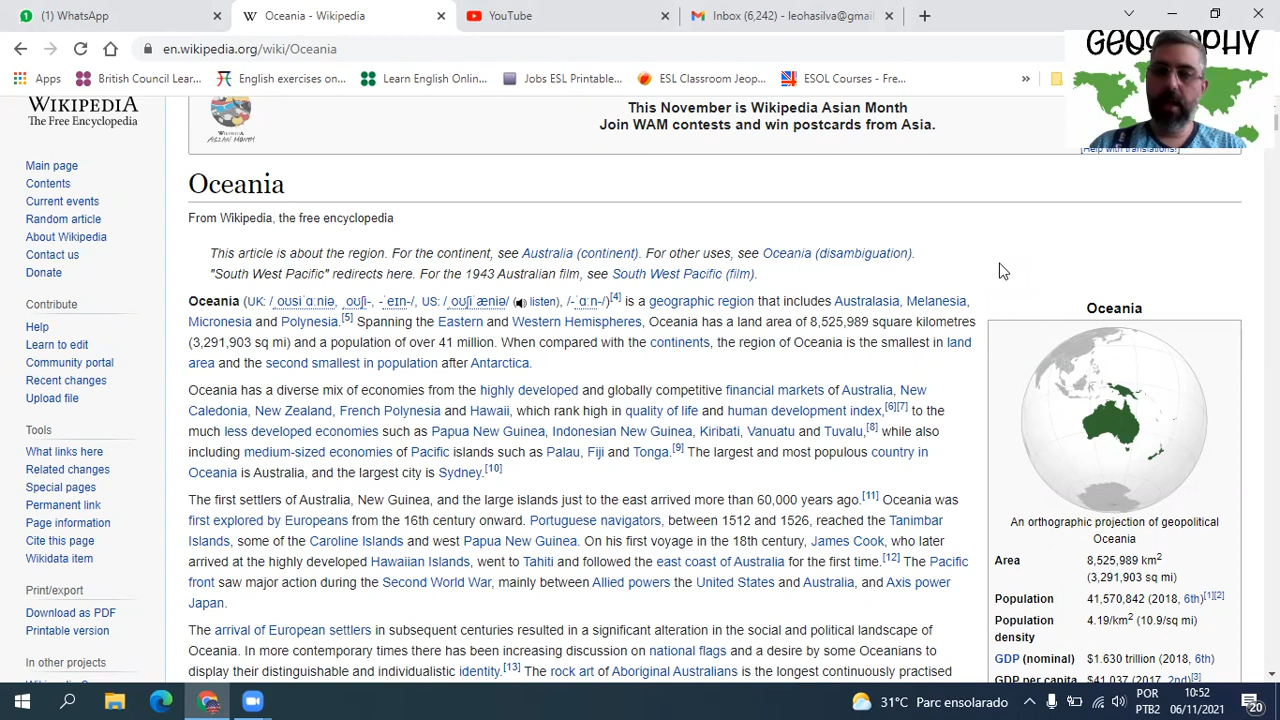 (1) WhatsApp
Oceania - Wikipedia
YouTube
Inbox (6,242) - leohasilva@gmail
en.wikipedia.org/wiki/Oceania
GEOGRAPHY
Apps
British Council Lear...
English exercises on...
Learn English Onlin...
Jobs ESL Printable...
ESL Classroom Jeop...
ESOL Courses - Fre...
»
WIKIPEDIA
The Free Encyclopedia
Main page
Contents
Current events
Random article
About Wikipedia
Contact us
Donate
Contribute
Help
Learn to edit
Community portal
Recent changes
Upload file
Tools
What links here
Related changes
Special pages
Permanent link
Page information
Cite this page
Wikidata item
Print/export
Download as PDF
Printable version
In other projects
This November is Wikipedia Asian Month
Join WAM contests and win postcards from Asia.
[Help with translations!]
Oceania
From Wikipedia, the free encyclopedia
This article is about the region. For the continent, see Australia (continent). For other uses, see Oceania (disambiguation).
"South West Pacific" redirects here. For the 1943 Australian film, see South West Pacific (film).
Oceania (UK: /ˌoʊsiˈɑːniə, ˌoʊʃi-, -ˈeɪn-/, US: /ˌoʊʃiˈæniə/ (listen), /-ˈɑːn-/)[4] is a geographic region that includes Australasia, Melanesia,
Micronesia and Polynesia.[5] Spanning the Eastern and Western Hemispheres, Oceania has a land area of 8,525,989 square kilometres
(3,291,903 sq mi) and a population of over 41 million. When compared with the continents, the region of Oceania is the smallest in land
area and the second smallest in population after Antarctica.
Oceania has a diverse mix of economies from the highly developed and globally competitive financial markets of Australia, New
Caledonia, New Zealand, French Polynesia and Hawaii, which rank high in quality of life and human development index,[6][7] to the
much less developed economies such as Papua New Guinea, Indonesian New Guinea, Kiribati, Vanuatu and Tuvalu,[8] while also
including medium-sized economies of Pacific islands such as Palau, Fiji and Tonga.[9] The largest and most populous country in
Oceania is Australia, and the largest city is Sydney.[10]
The first settlers of Australia, New Guinea, and the large islands just to the east arrived more than 60,000 years ago.[11] Oceania was
first explored by Europeans from the 16th century onward. Portuguese navigators, between 1512 and 1526, reached the Tanimbar
Islands, some of the Caroline Islands and west Papua New Guinea. On his first voyage in the 18th century, James Cook, who later
arrived at the highly developed Hawaiian Islands, went to Tahiti and followed the east coast of Australia for the first time.[12] The Pacific
front saw major action during the Second World War, mainly between Allied powers the United States and Australia, and Axis power
Japan.
The arrival of European settlers in subsequent centuries resulted in a significant alteration in the social and political landscape of
Oceania. In more contemporary times there has been increasing discussion on national flags and a desire by some Oceanians to
display their distinguishable and individualistic identity.[13] The rock art of Aboriginal Australians is the longest continuously practised
Oceania
An orthographic projection of geopolitical
Oceania
Area 8,525,989 km2
(3,291,903 sq mi)
Population 41,570,842 (2018, 6th)[1][2]
Population density 4.19/km2 (10.9/sq mi)
GDP (nominal) $1.630 trillion (2018, 6th)
GDP per capita $41,037 (2017, 2nd)[3]
31°C Parc ensolarado
POR
PTB2
10:52
06/11/2021
20